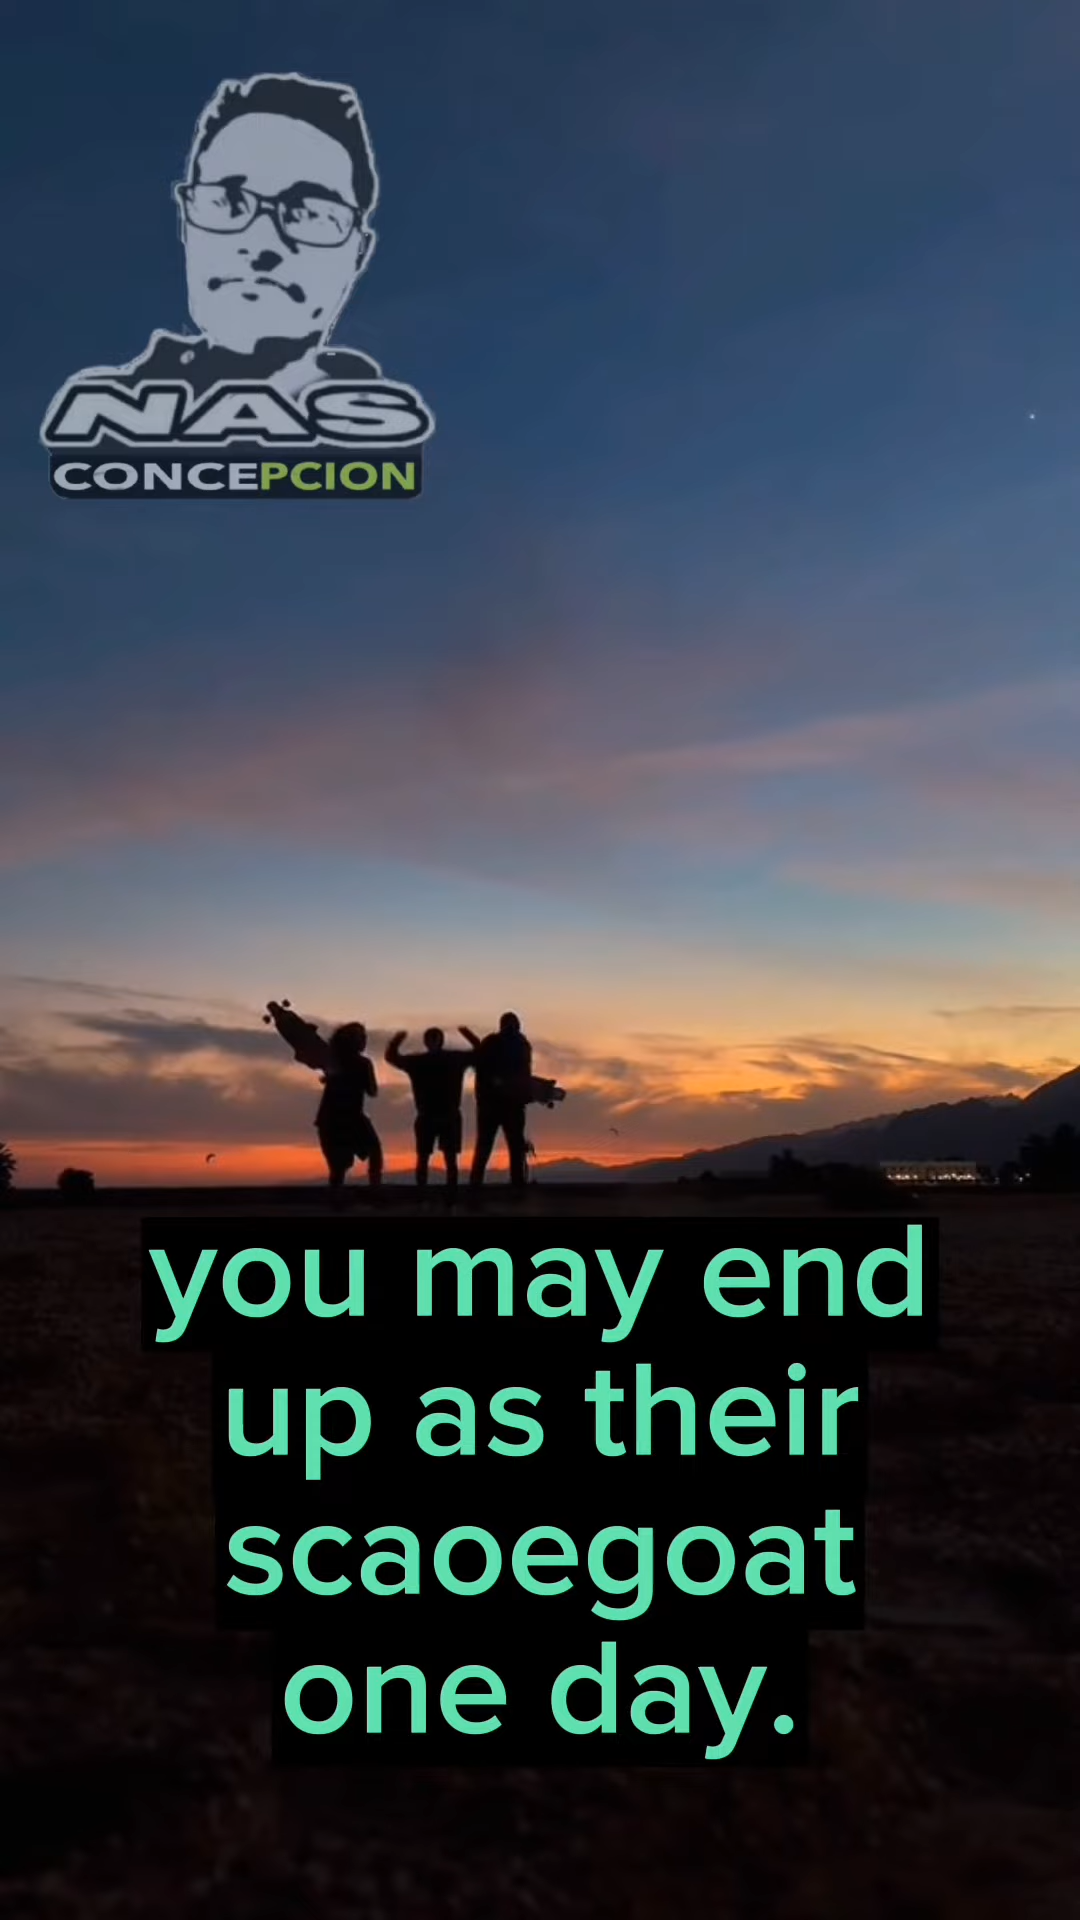 NAS
CONCEPCION
you may end
up as their
scaoegoat
one day.